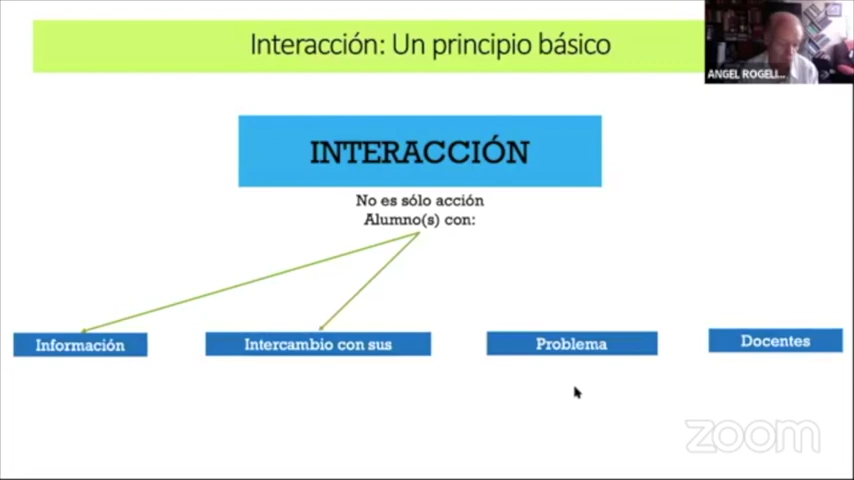 Interacción: Un principio básico
ANGEL ROGELI...
INTERACCIÓN
No es sólo acción
Alumno(s) con:
Información
Intercambio con sus
Problema
Docentes
zoom